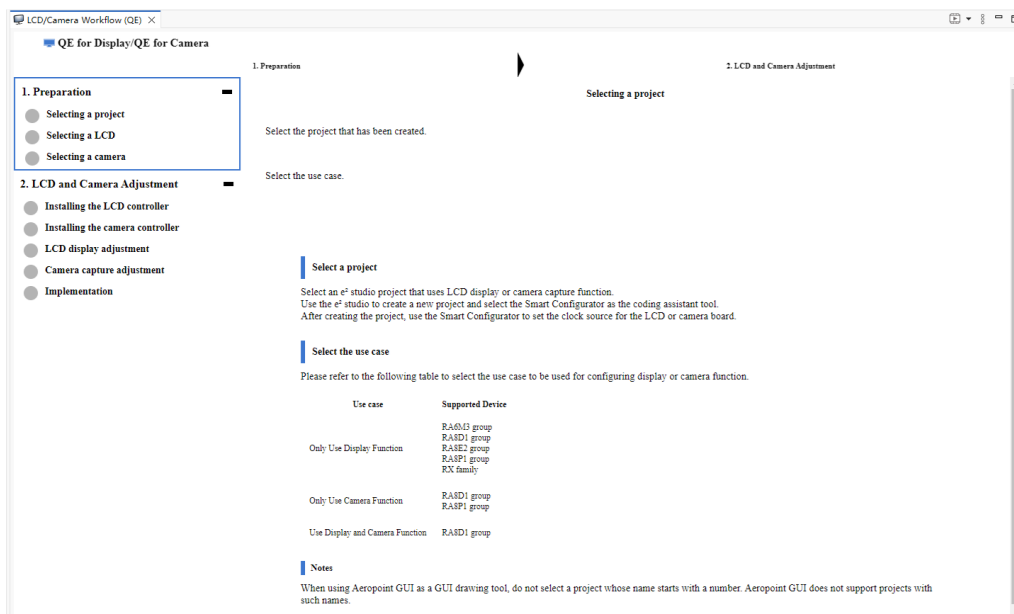 LCD/Camera Workflow (QE)
QE for Display/QE for Camera
1. Preparation
2. LCD and Camera Adjustment
1. Preparation
Selecting a project
Selecting a LCD
Selecting a camera
2. LCD and Camera Adjustment
Installing the LCD controller
Installing the camera controller
LCD display adjustment
Camera capture adjustment
Implementation
Selecting a project
Select the project that has been created.
Select the use case.
Select a project
Select an e² studio project that uses LCD display or camera capture function.
Use the e² studio to create a new project and select the Smart Configurator as the coding assistant tool.
After creating the project, use the Smart Configurator to set the clock source for the LCD or camera board.
Select the use case
Please refer to the following table to select the use case to be used for configuring display or camera function.
Use case Supported Device
Only Use Display Function
RA6M3 group
RA8D1 group
RA8E2 group
RA8P1 group
RX family
Only Use Camera Function
RA8D1 group
RA8P1 group
Use Display and Camera Function RA8D1 group
Notes
When using Aeropoint GUI as a GUI drawing tool, do not select a project whose name starts with a number. Aeropoint GUI does not support projects with
such names.